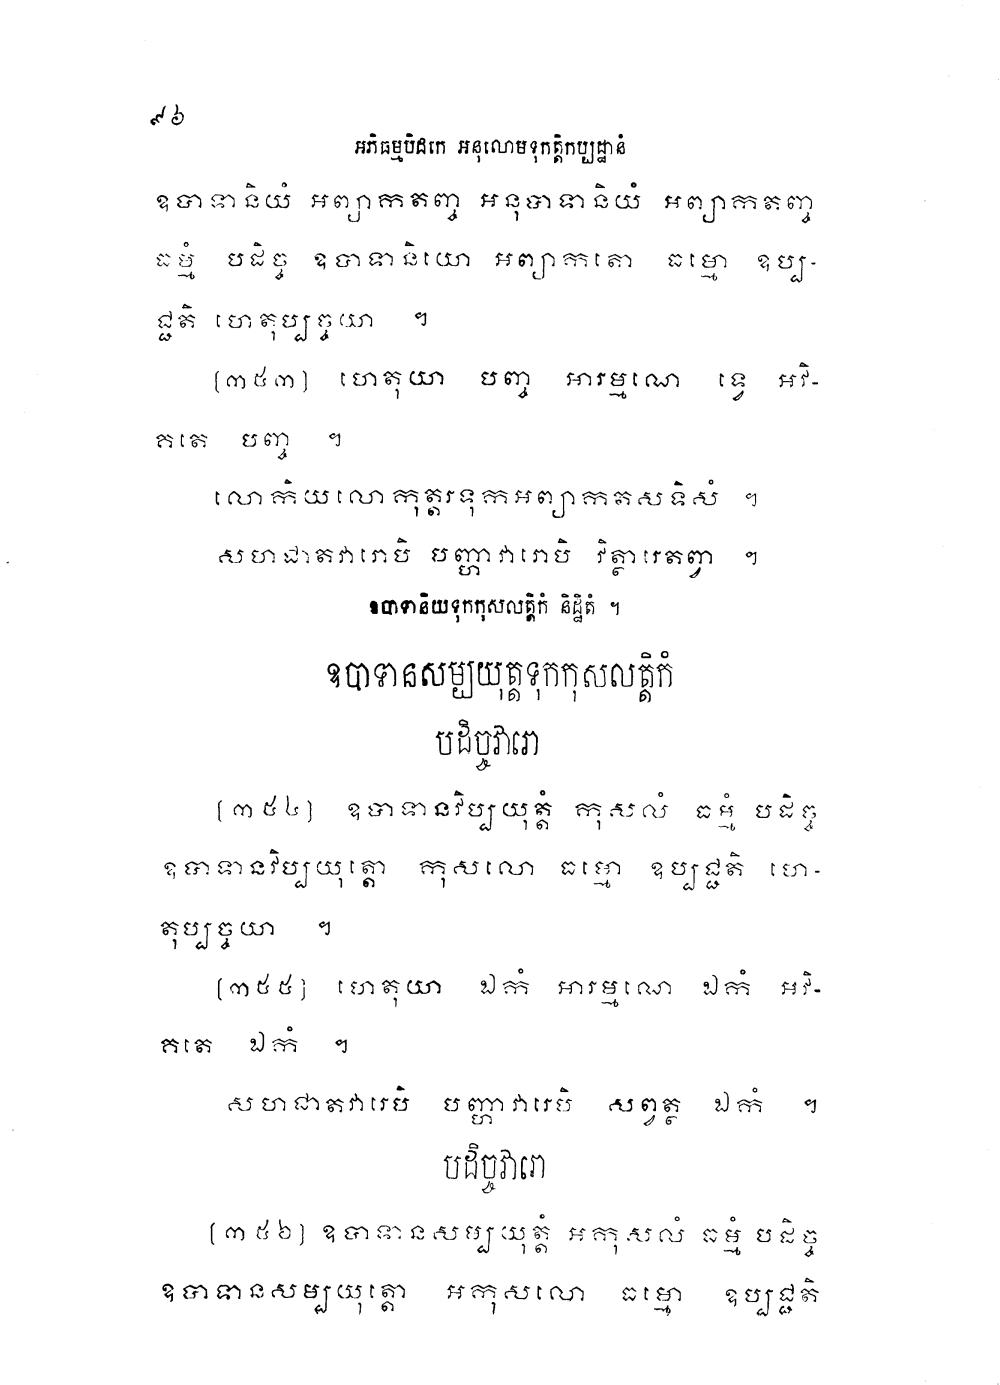 ៩៦
អភិធម្មបិដកេ អនុលោមទុកត្តិកប្បដ្ឋានំ
ឧបាទានិយំ អព្យាកតញ្ច អនុបាទានិយំ អព្យាកតញ្ច
ធម្មំ បដិច្ច ឧបាទានិយោ អព្យាកតោ ធម្មោ ឧប្ប-
ជ្ជតិ ហេតុប្បច្ចយា ។
[៣៥៣] ហេតុយា បញ្ច អារម្មណេ ទ្វេ អវិ-
គតេ បញ្ច ។
លោកិយលោកុត្តរទុកអព្យាកតសទិសំ ។
សហជាតវារោបិ បញ្ហាវារោបិ វិត្ថារេតព្វា ។
ឧបាទានិយទុកកុសលត្តិកំ និដ្ឋិតំ ។
ឧបាទានសម្បយុត្តទុកកុសលត្តិកំ
បដិច្ចវារោ
[៣៥៤] ឧបាទានវិប្បយុត្តំ កុសលំ ធម្មំ បដិច្ច
ឧបាទានវិប្បយុត្តោ កុសលោ ធម្មោ ឧប្បជ្ជតិ ហេ-
តុប្បច្ចយា ។
[៣៥៥] ហេតុយា ឯកំ អារម្មណេ ឯកំ អវិ-
គតេ ឯកំ ។
សហជាតវារេបិ បញ្ហាវារេបិ សព្វត្ថ ឯកំ ។
បដិច្ចវារោ
[៣៥៦] ឧបាទានសម្បយុត្តំ អកុសលំ ធម្មំ បដិច្ច
ឧបាទានសម្បយុត្តោ អកុសលោ ធម្មោ ឧប្បជ្ជតិ